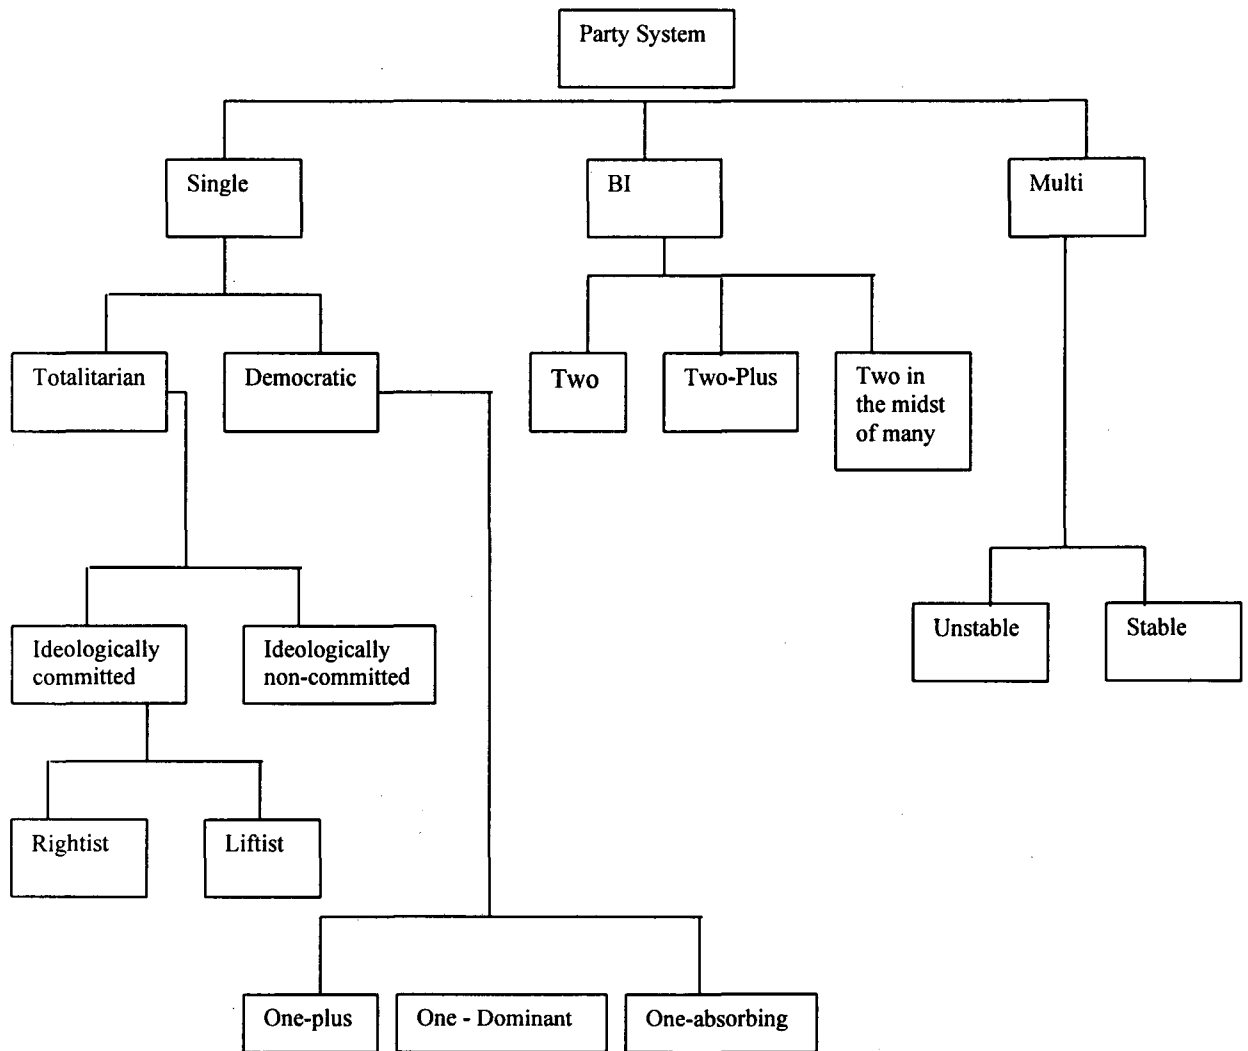 Party System
Single
BI
Multi
Totalitarian
Democratic
Two
Two-Plus
Two in
the midst
of many
Unstable
Stable
Ideologically
committed
Ideologically
non-committed
Rightist
Liftist
One-plus
One - Dominant
One-absorbing